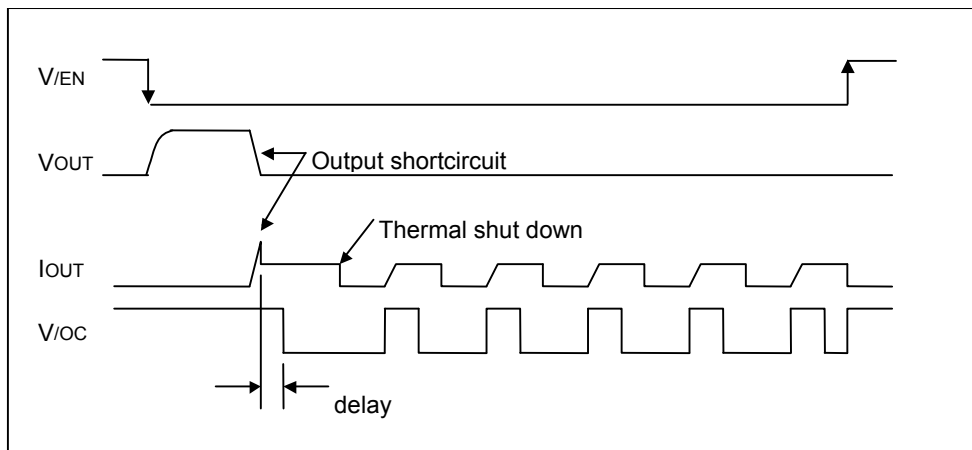 V/EN
VOUT
Output shortcircuit
Thermal shut down
IOUT
V/OC
delay